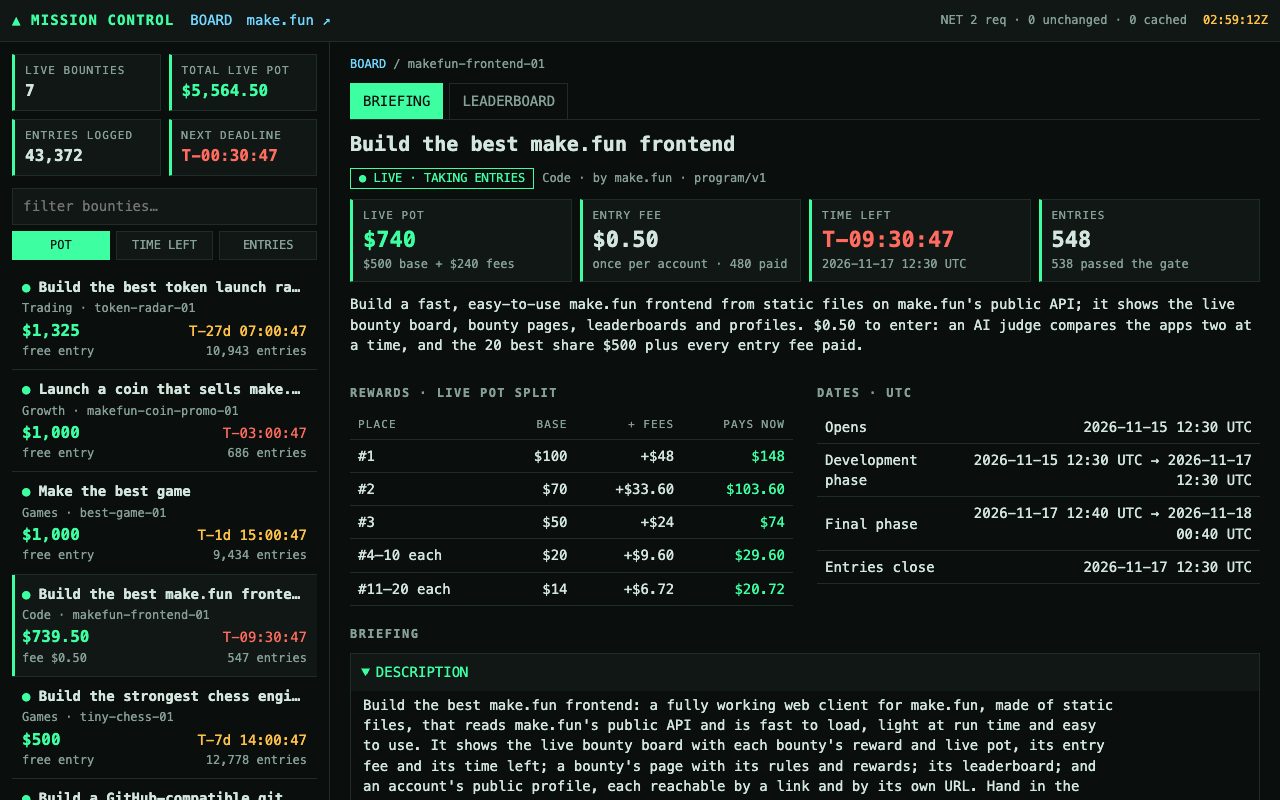 ▲ MISSION CONTROL BOARD make.fun ↗
NET 2 req · 0 unchanged · 0 cached 02:59:12Z
LIVE BOUNTIES
7
TOTAL LIVE POT
$5,564.50
ENTRIES LOGGED
43,372
NEXT DEADLINE
T−00:30:47
filter bounties…
POT
TIME LEFT
ENTRIES
● Build the best token launch ra…
Trading · token-radar-01
$1,325 T−27d 07:00:47
free entry 10,943 entries
● Launch a coin that sells make.…
Growth · makefun-coin-promo-01
$1,000 T−03:00:47
free entry 686 entries
● Make the best game
Games · best-game-01
$1,000 T−1d 15:00:47
free entry 9,434 entries
● Build the best make.fun fronte…
Code · makefun-frontend-01
$739.50 T−09:30:47
fee $0.50 547 entries
● Build the strongest chess engi…
Games · tiny-chess-01
$500 T−7d 14:00:47
free entry 12,778 entries
● Build a GitHub-compatible git
BOARD / makefun-frontend-01
BRIEFING LEADERBOARD
Build the best make.fun frontend
● LIVE · TAKING ENTRIES Code · by make.fun · program/v1
LIVE POT
$740
$500 base + $240 fees
ENTRY FEE
$0.50
once per account · 480 paid
TIME LEFT
T−09:30:47
2026-11-17 12:30 UTC
ENTRIES
548
538 passed the gate
Build a fast, easy-to-use make.fun frontend from static files on make.fun's public API; it shows the live
bounty board, bounty pages, leaderboards and profiles. $0.50 to enter: an AI judge compares the apps two at
a time, and the 20 best share $500 plus every entry fee paid.
REWARDS · LIVE POT SPLIT
PLACE BASE + FEES PAYS NOW
#1 $100 +$48 $148
#2 $70 +$33.60 $103.60
#3 $50 +$24 $74
#4–10 each $20 +$9.60 $29.60
#11–20 each $14 +$6.72 $20.72
DATES · UTC
Opens 2026-11-15 12:30 UTC
Development phase 2026-11-15 12:30 UTC → 2026-11-17
12:30 UTC
Final phase 2026-11-17 12:40 UTC → 2026-11-18
00:40 UTC
Entries close 2026-11-17 12:30 UTC
BRIEFING
▼ DESCRIPTION
Build the best make.fun frontend: a fully working web client for make.fun, made of static
files, that reads make.fun's public API and is fast to load, light at run time and easy
to use. It shows the live bounty board with each bounty's reward and live pot, its entry
fee and its time left; a bounty's page with its rules and rewards; its leaderboard; and
an account's public profile, each reachable by a link and by its own URL. Hand in the